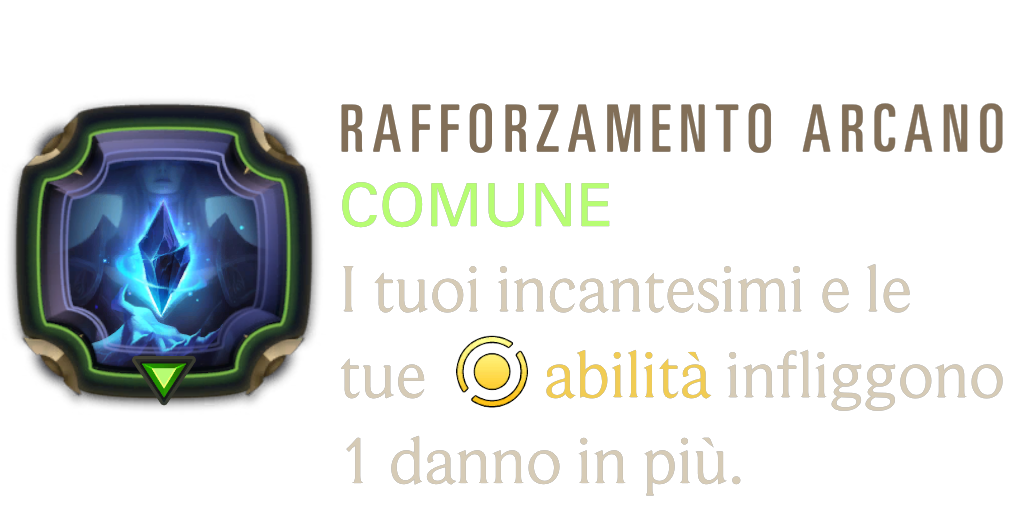 RAFFORZAMENTO ARCANO
COMUNE
I tuoi incantesimi e le
tue abilità infliggono
1 danno in più.